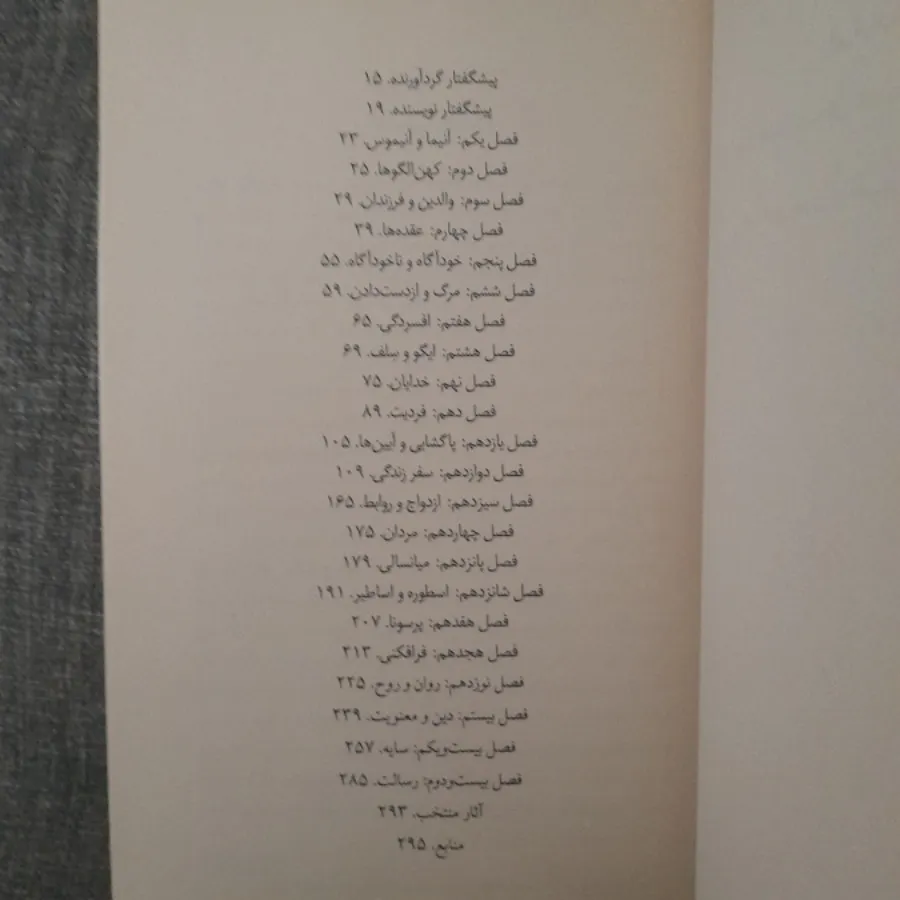 پیشگفتار گردآورنده. ۱۵
پیشگفتار نویسنده. ۱۹
فصل یکم: آنیما و آنیموس. ۲۳
فصل دوم: کهن‌الگوها. ۲۵
فصل سوم: والدین و فرزندان. ۲۹
فصل چهارم: عقده‌ها. ۳۹
فصل پنجم: خودآگاه و ناخودآگاه. ۵۵
فصل ششم: مرگ و ازدست‌دادن. ۵۹
فصل هفتم: افسردگی. ۶۵
فصل هشتم: ایگو و سِلف. ۶۹
فصل نهم: خدایان. ۷۵
فصل دهم: فردیت. ۸۹
فصل یازدهم: پاگشایی و آیین‌ها. ۱۰۵
فصل دوازدهم: سفر زندگی. ۱۰۹
فصل سیزدهم: ازدواج و روابط. ۱۶۵
فصل چهاردهم: مردان. ۱۷۵
فصل پانزدهم: میانسالی. ۱۷۹
فصل شانزدهم: اسطوره و اساطیر. ۱۹۱
فصل هفدهم: پرسونا. ۲۰۷
فصل هجدهم: فرافکنی. ۲۱۳
فصل نوزدهم: روان و روح. ۲۲۵
فصل بیستم: دین و معنویت. ۲۳۹
فصل بیست‌ویکم: سایه. ۲۵۷
فصل بیست‌ودوم: رسالت. ۲۸۵
آثار منتخب. ۲۹۳
منابع. ۲۹۵